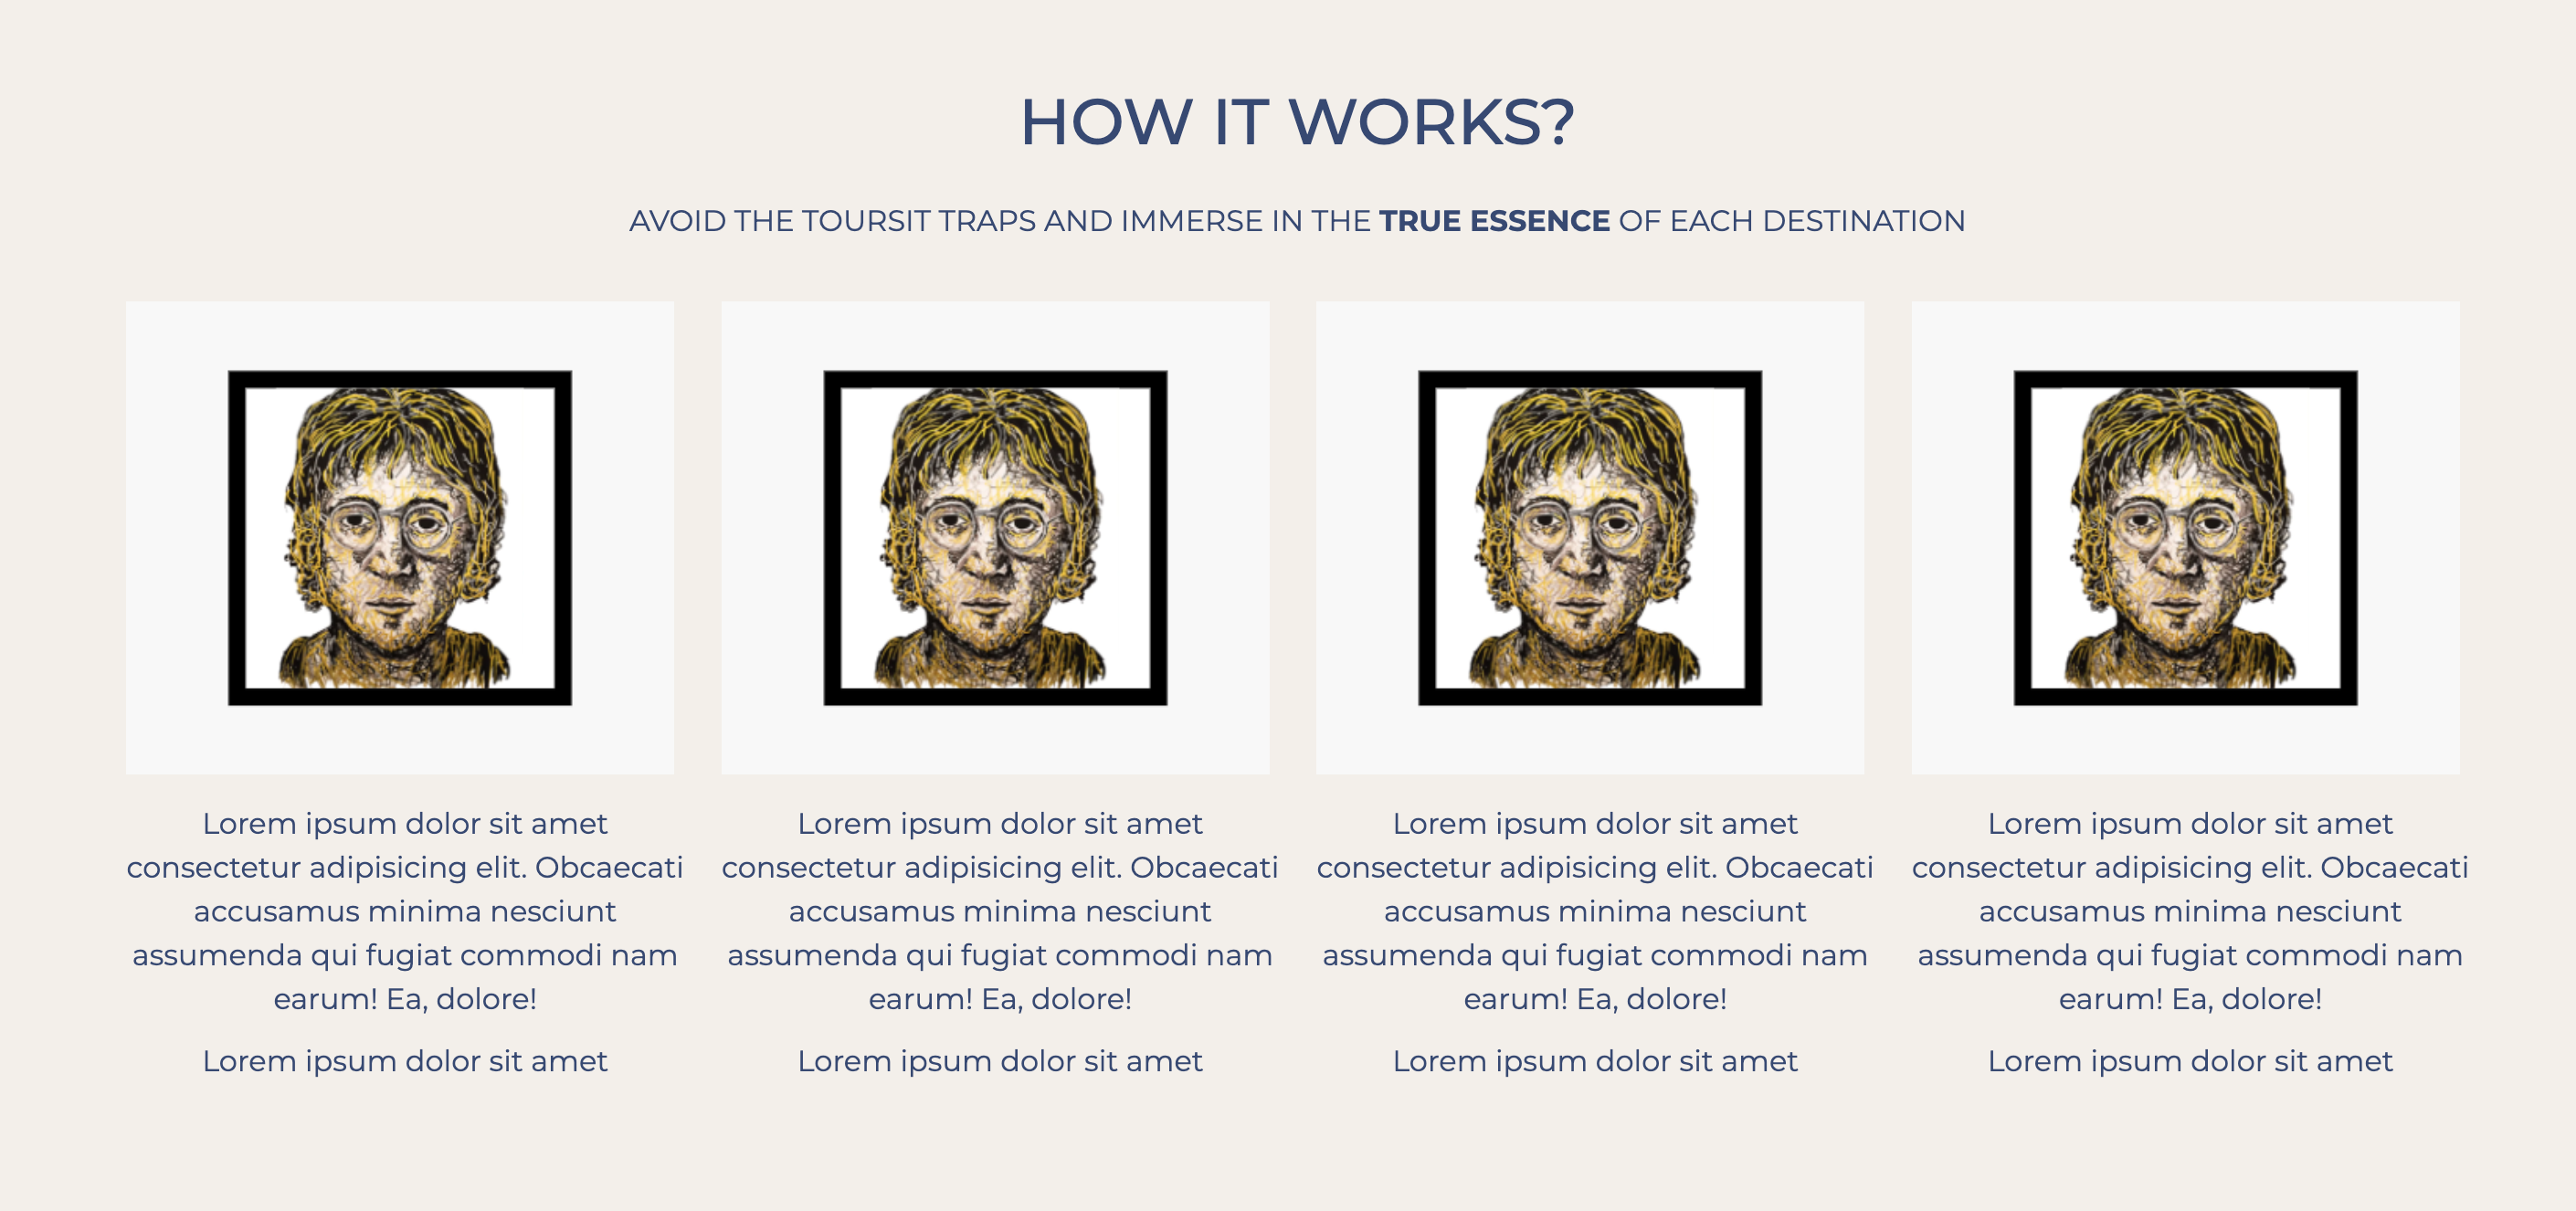 HOW IT WORKS?
AVOID THE TOURSIT TRAPS AND IMMERSE IN THE TRUE ESSENCE OF EACH DESTINATION
Lorem ipsum dolor sit amet
consectetur adipisicing elit. Obcaecati
accusamus minima nesciunt
assumenda qui fugiat commodi nam
earum! Ea, dolore!
Lorem ipsum dolor sit amet
Lorem ipsum dolor sit amet
consectetur adipisicing elit. Obcaecati
accusamus minima nesciunt
assumenda qui fugiat commodi nam
earum! Ea, dolore!
Lorem ipsum dolor sit amet
Lorem ipsum dolor sit amet
consectetur adipisicing elit. Obcaecati
accusamus minima nesciunt
assumenda qui fugiat commodi nam
earum! Ea, dolore!
Lorem ipsum dolor sit amet
Lorem ipsum dolor sit amet
consectetur adipisicing elit. Obcaecati
accusamus minima nesciunt
assumenda qui fugiat commodi nam
earum! Ea, dolore!
Lorem ipsum dolor sit amet